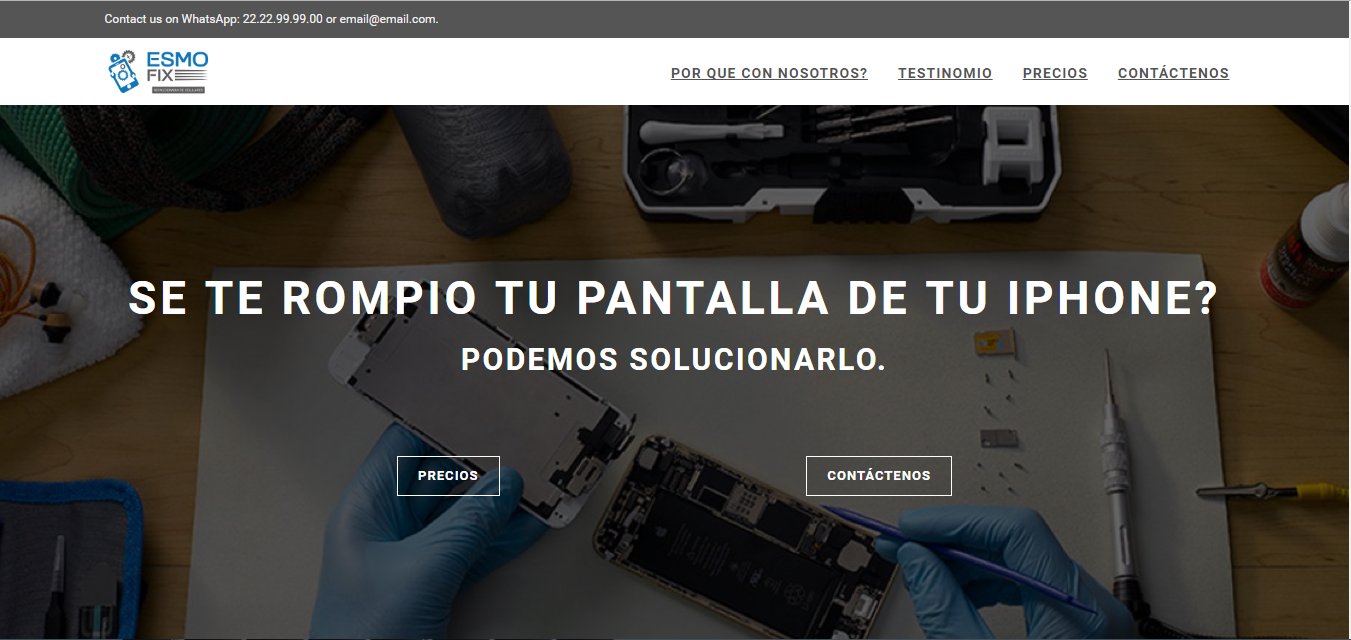 Contact us on WhatsApp: 22.22.99.99.00 or email@email.com.
ESMO
FIX
POR QUE CON NOSOTROS?
TESTINOMIO
PRECIOS
CONTÁCTENOS
SE TE ROMPIO TU PANTALLA DE TU IPHONE?
PODEMOS SOLUCIONARLO.
PRECIOS
CONTÁCTENOS